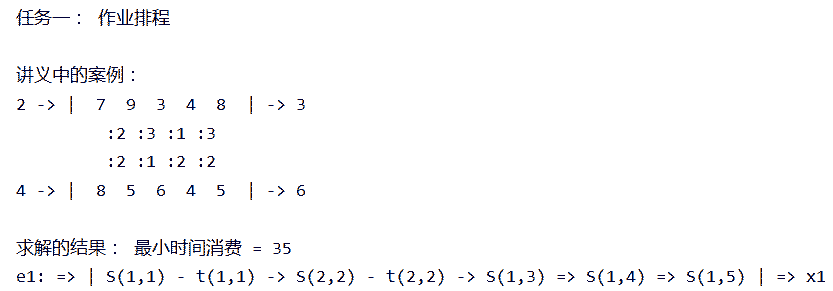 任务一： 作业排程
讲义中的案例：
2 -> |  7  9  3  4  8  | -> 3
:2 :3 :1 :3
:2 :1 :2 :2
4 -> |  8  5  6  4  5  | -> 6
求解的结果： 最小时间消费 = 35
e1: => | S(1,1) - t(1,1) -> S(2,2) - t(2,2) -> S(1,3) => S(1,4) => S(1,5) | => x1